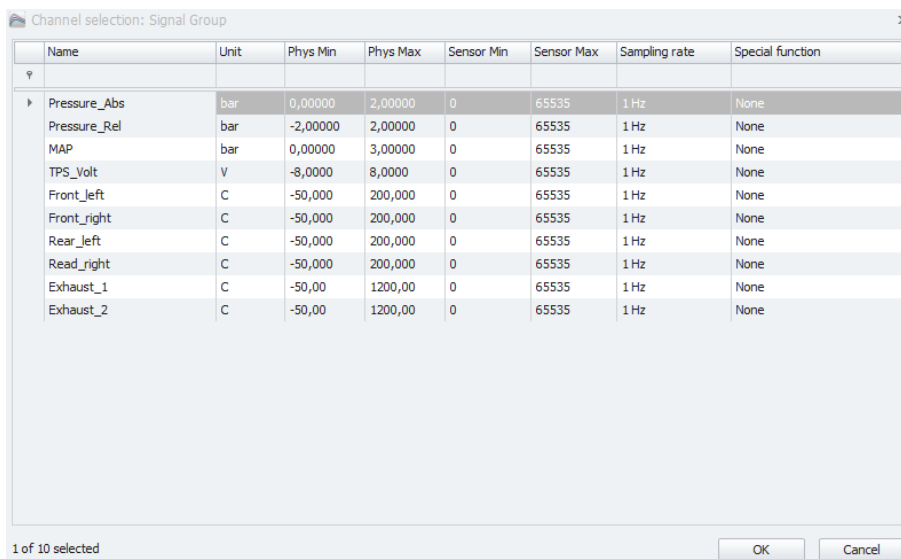 Channel selection: Signal Group
Name Unit Phys Min Phys Max Sensor Min Sensor Max Sampling rate Special function
Pressure_Abs bar 0,00000 2,00000 0 65535 1 Hz None
Pressure_Rel bar -2,00000 2,00000 0 65535 1 Hz None
MAP bar 0,00000 3,00000 0 65535 1 Hz None
TPS_Volt V -8,0000 8,0000 0 65535 1 Hz None
Front_left C -50,000 200,000 0 65535 1 Hz None
Front_right C -50,000 200,000 0 65535 1 Hz None
Rear_left C -50,000 200,000 0 65535 1 Hz None
Read_right C -50,000 200,000 0 65535 1 Hz None
Exhaust_1 C -50,00 1200,00 0 65535 1 Hz None
Exhaust_2 C -50,00 1200,00 0 65535 1 Hz None
1 of 10 selected OK Cancel